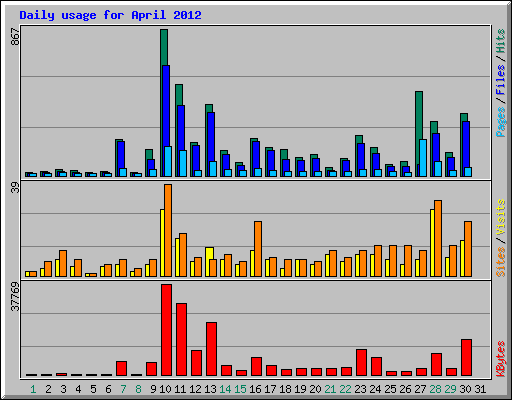 Daily usage for April 2012
867
Pages / Files / Hits
39
Sites / Visits
37769
KBytes
1 2 3 4 5 6 7 8 9 10 11 12 13 14 15 16 17 18 19 20 21 22 23 24 25 26 27 28 29 30 31